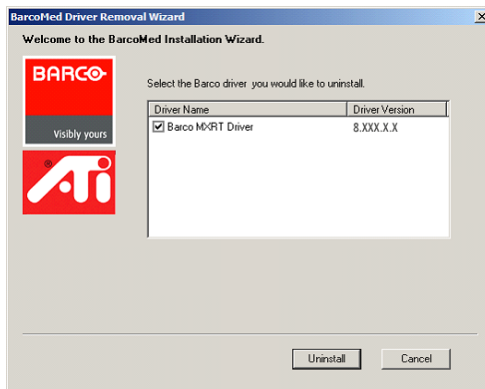 BarcoMed Driver Removal Wizard
Welcome to the BarcoMed Installation Wizard.
BARCO
Visibly yours
ATi
Select the Barco driver you would like to uninstall.
Driver Name Driver Version
Barco MXRT Driver 8.XXX.X.X
Uninstall Cancel